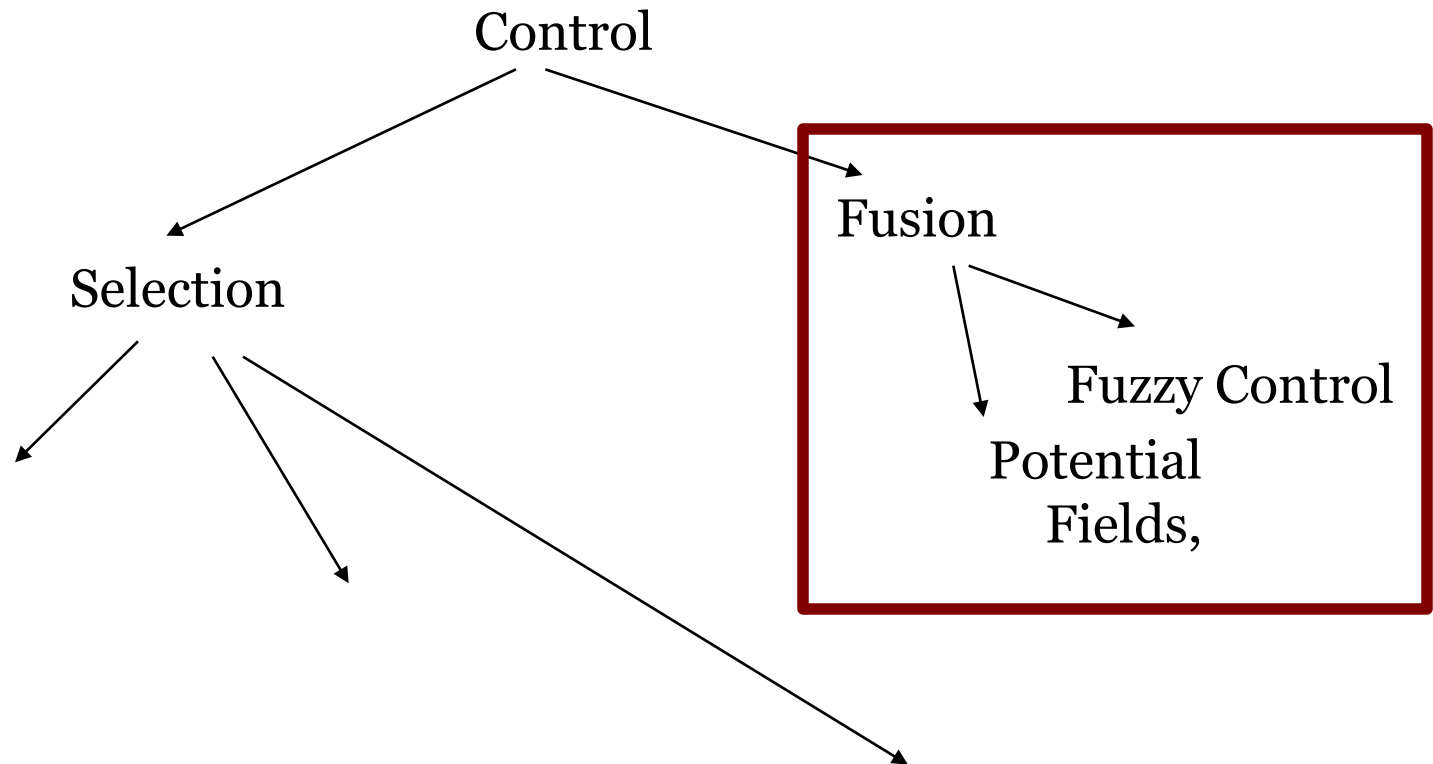 Control
Fusion
Selection
Fuzzy Control
Potential
Fields,